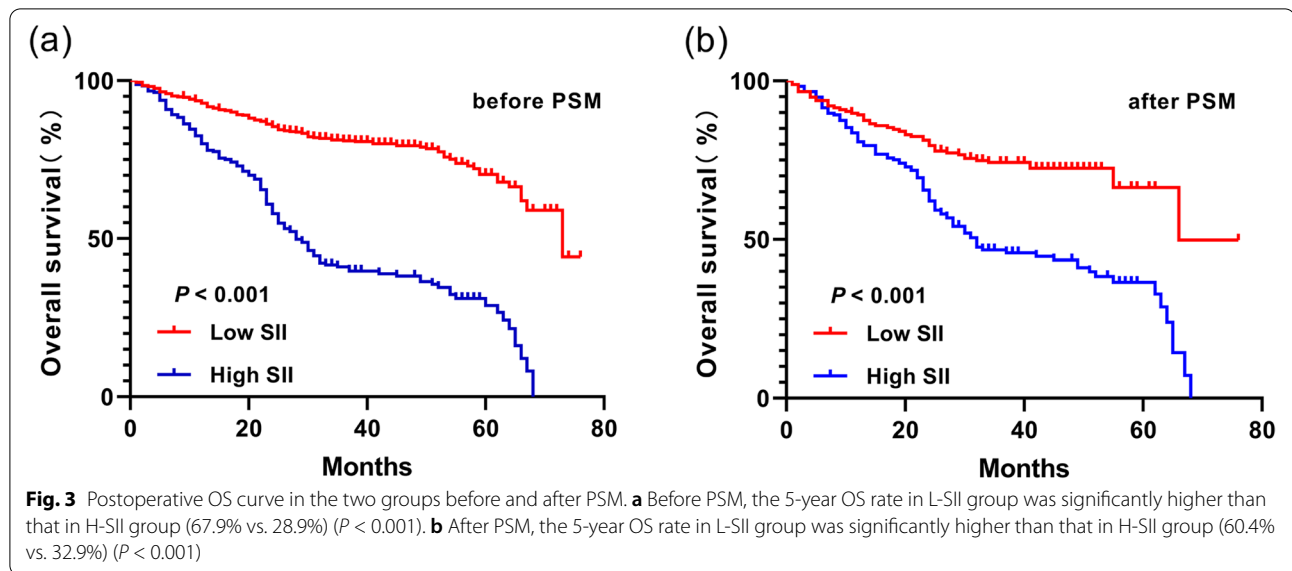 (a)
Overall survival( %)
100
50
0
before PSM
P < 0.001
Low SII
High SII
0 20 40 60 80
Months
(b)
Overall survival( %)
100
50
0
after PSM
P < 0.001
Low SII
High SII
0 20 40 60 80
Months
Fig. 3 Postoperative OS curve in the two groups before and after PSM. a Before PSM, the 5-year OS rate in L-SII group was significantly higher than
that in H-SII group (67.9% vs. 28.9%) (P < 0.001). b After PSM, the 5-year OS rate in L-SII group was significantly higher than that in H-SII group (60.4%
vs. 32.9%) (P < 0.001)